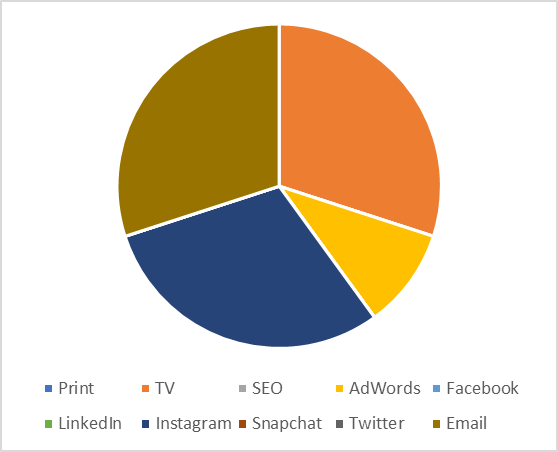 Print TV SEO AdWords Facebook
LinkedIn Instagram Snapchat Twitter Email